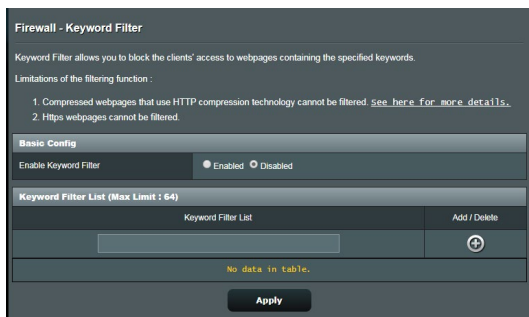 Firewall - Keyword Filter
Keyword Filter allows you to block the clients' access to webpages containing the specified keywords.
Limitations of the filtering function :
1. Compressed webpages that use HTTP compression technology cannot be filtered. See here for more details.
2. Https webpages cannot be filtered.
Basic Config
Enable Keyword Filter Enabled Disabled
Keyword Filter List (Max Limit : 64)
Keyword Filter List Add / Delete
No data in table.
Apply